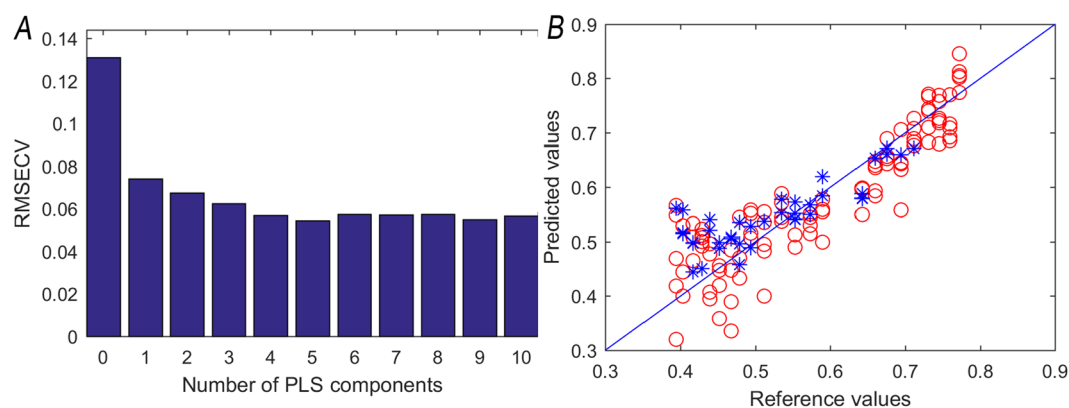 A
RMSECV
0.14
0.12
0.1
0.08
0.06
0.04
0.02
0
0 1 2 3 4 5 6 7 8 9 10
Number of PLS components
B
Predicted values
0.9
0.8
0.7
0.6
0.5
0.4
0.3
0.3 0.4 0.5 0.6 0.7 0.8 0.9
Reference values